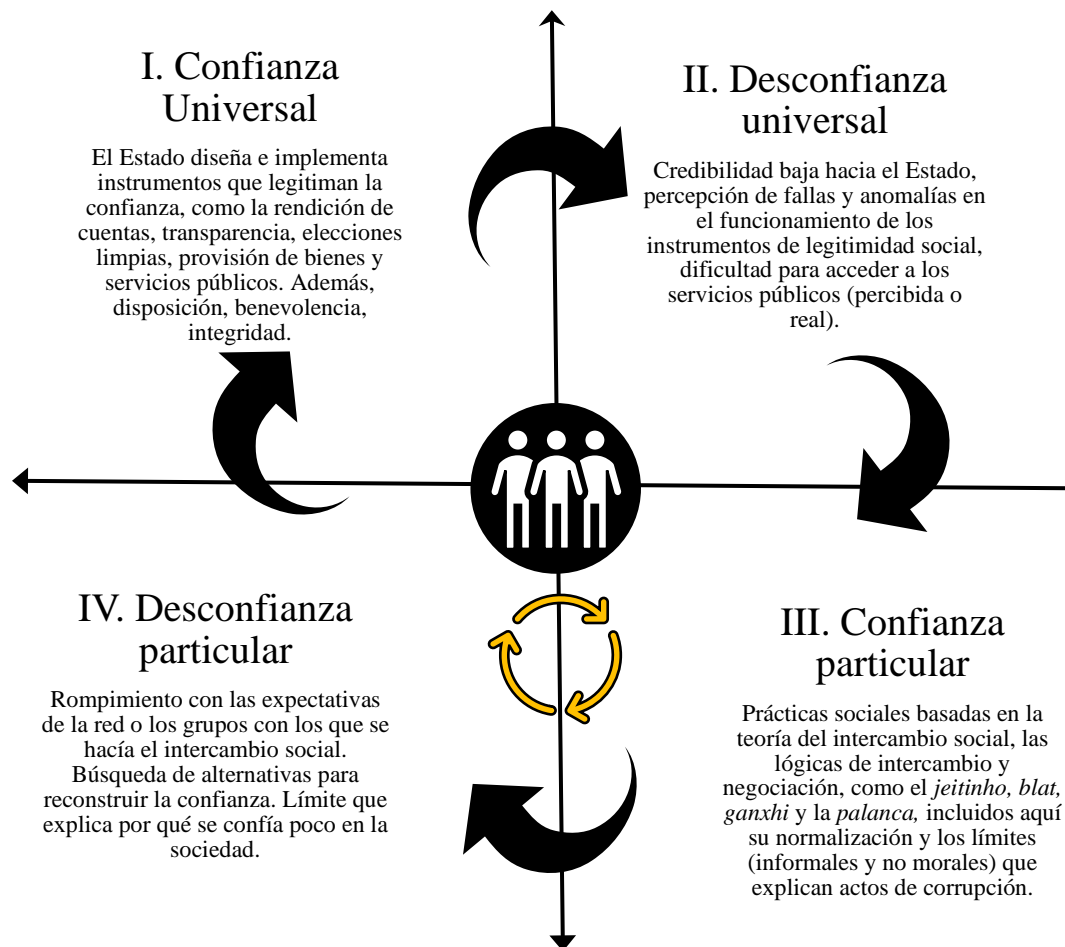 I. Confianza
Universal
El Estado diseña e implementa
instrumentos que legitiman la
confianza, como la rendición de
cuentas, transparencia, elecciones
limpias, provisión de bienes y
servicios públicos. Además,
disposición, benevolencia,
integridad.
II. Desconfianza
universal
Credibilidad baja hacia el Estado,
percepción de fallas y anomalías en
el funcionamiento de los
instrumentos de legitimidad social,
dificultad para acceder a los
servicios públicos (percibida o
real).
IV. Desconfianza
particular
Rompimiento con las expectativas
de la red o los grupos con los que se
hacía el intercambio social.
Búsqueda de alternativas para
reconstruir la confianza. Límite que
explica por qué se confía poco en la
sociedad.
III. Confianza
particular
Prácticas sociales basadas en la
teoría del intercambio social, las
lógicas de intercambio y
negociación, como el jeitinho, blat,
ganxhi y la palanca, incluidos aquí
su normalización y los límites
(informales y no morales) que
explican actos de corrupción.